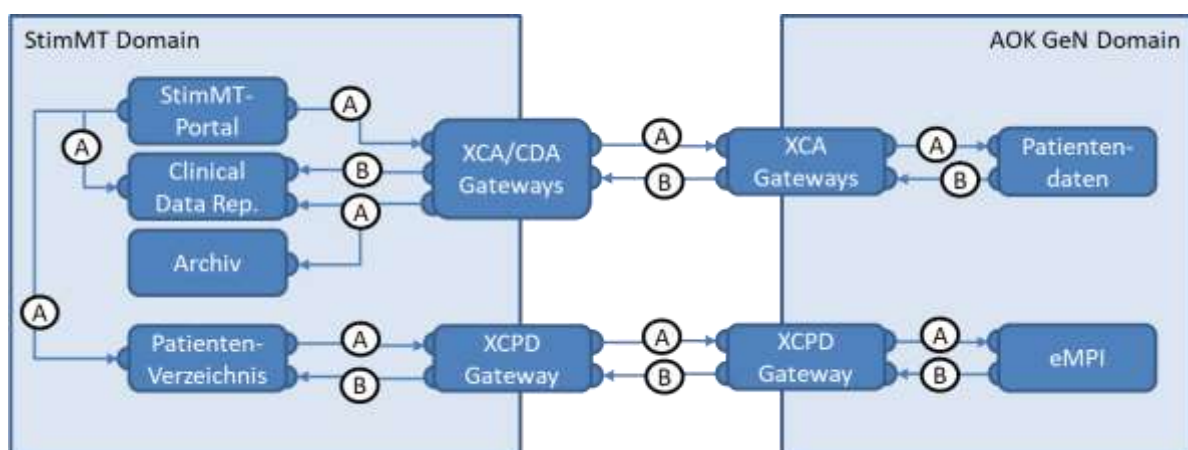 StimMT Domain
AOK GeN Domain
StimMT-
Portal
A
A
Clinical
Data Rep.
B
A
XCA/CDA
Gateways
A
B
XCA
Gateways
A
B
Patienten-
daten
Archiv
A
Patienten-
Verzeichnis
A
B
XCPD
Gateway
A
B
XCPD
Gateway
A
B
eMPI